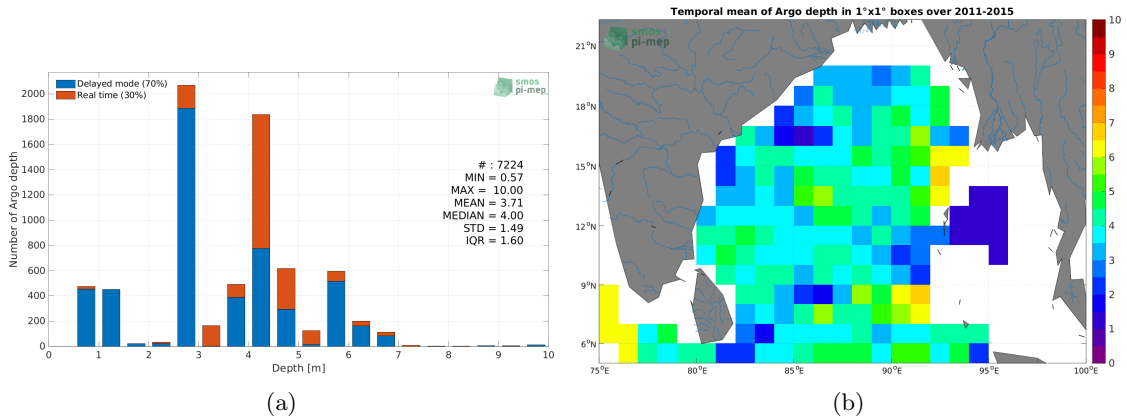 Delayed mode (70%)
Real time (30%)
smos
pi-mep
# : 7224
MIN = 0.57
MAX = 10.00
MEAN = 3.71
MEDIAN = 4.00
STD = 1.49
IQR = 1.60
Number of Argo depth
2000
1800
1600
1400
1200
1000
800
600
400
200
0
0 1 2 3 4 5 6 7 8 9 10
Depth [m]
(a)
Temporal mean of Argo depth in 1°x1° boxes over 2011-2015
smos
pi-mep
21°N
18°N
15°N
12°N
9°N
6°N
75°E 80°E 85°E 90°E 95°E 100°E
10
9
8
7
6
5
4
3
2
1
0
(b)